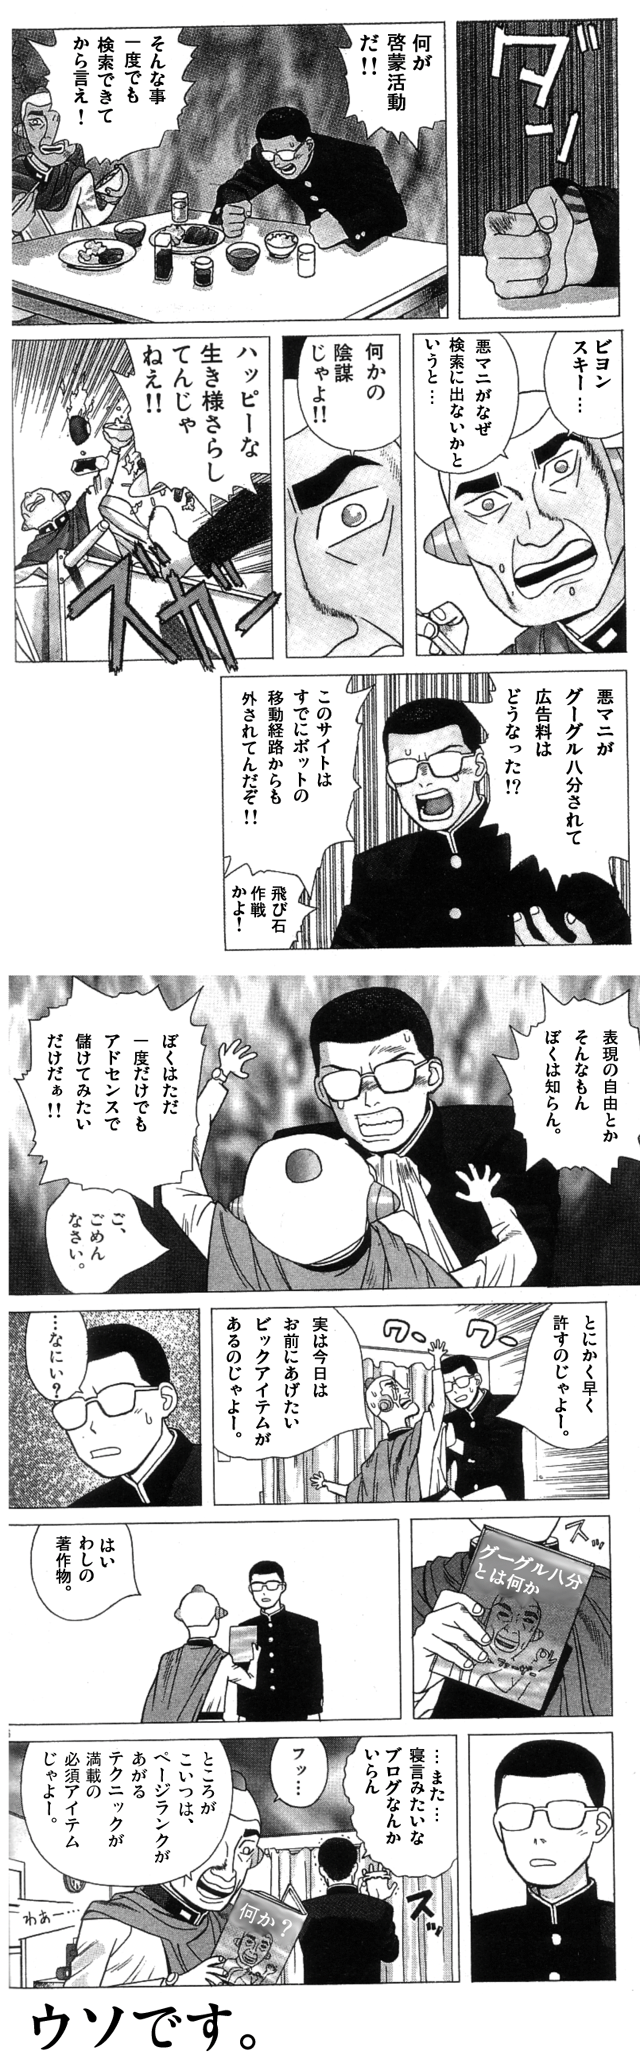 ダン
何が
啓蒙活動
だ!!
そんな事
一度でも
検索できて
から言え!
ビヨン
スキー…
悪マニがなぜ
検索に出ないかと
いうと…
何かの
陰謀
じゃよ!!
ハッピーな
生き様さらし
てんじゃ
ねえ!!
ズガン
悪マニが
グーグル八分されて
広告料は
どうなった!?
このサイトは
すでにボットの
移動経路からも
外されてんだぞ!!
飛び石
作戦
かよ!
表現の自由とか
そんなもん
ぼくは知らん。
ぼくはただ
一度だけでも
アドセンスで
儲けてみたい
だけだぁ!!
ご、
ごめん
なさい。
とにかく早く
許すのじゃよー。
ワー
ワー
実は今日は
お前にあげたい
ビックアイテムが
あるのじゃよー。
…なにい?
ズッ
グーグル八分
とは何か
はい
わしの
著作物。
…また…
寝言みたいな
ブログなんか
いらん
フッ…
ズッ
ところが
こいつは、
ページランクが
あがる
テクニックが
満載の
必須アイテム
じゃよー。
何か?
わあー…
ウソです。